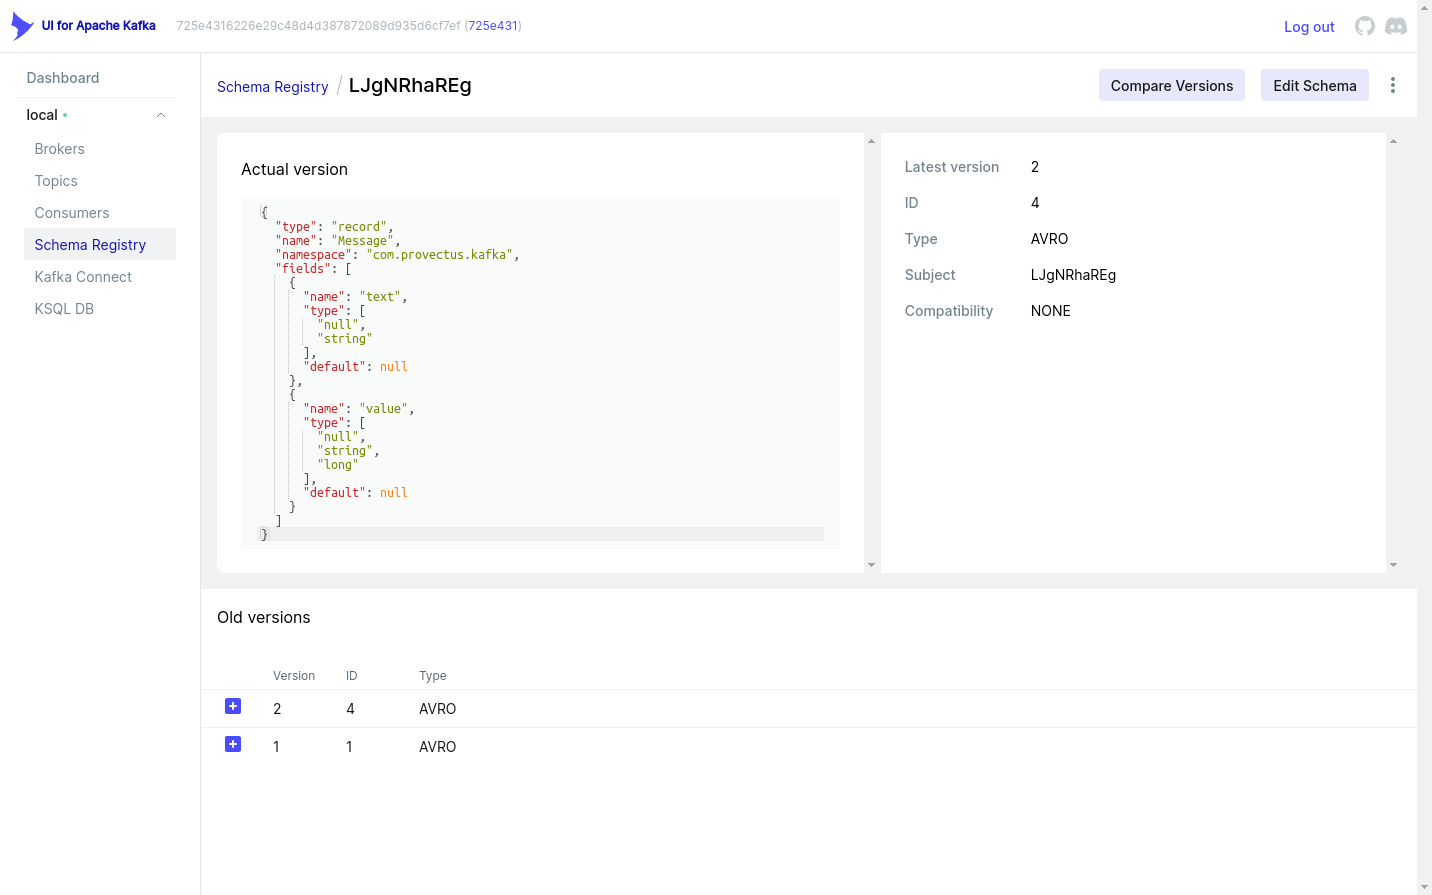 UI for Apache Kafka 725e4316226e29c48d4d387872089d935d6cf7ef (725e431) Log out
Dashboard
local
Brokers
Topics
Consumers
Schema Registry
Kafka Connect
KSQL DB
Schema Registry / LJgNRhaREg Compare Versions Edit Schema
Actual version
{
"type": "record",
"name": "Message",
"namespace": "com.provectus.kafka",
"fields": [
{
"name": "text",
"type": [
"null",
"string"
],
"default": null
},
{
"name": "value",
"type": [
"null",
"string",
"long"
],
"default": null
}
]
}
Latest version 2
ID 4
Type AVRO
Subject LJgNRhaREg
Compatibility NONE
Old versions
Version ID Type
2 4 AVRO
1 1 AVRO